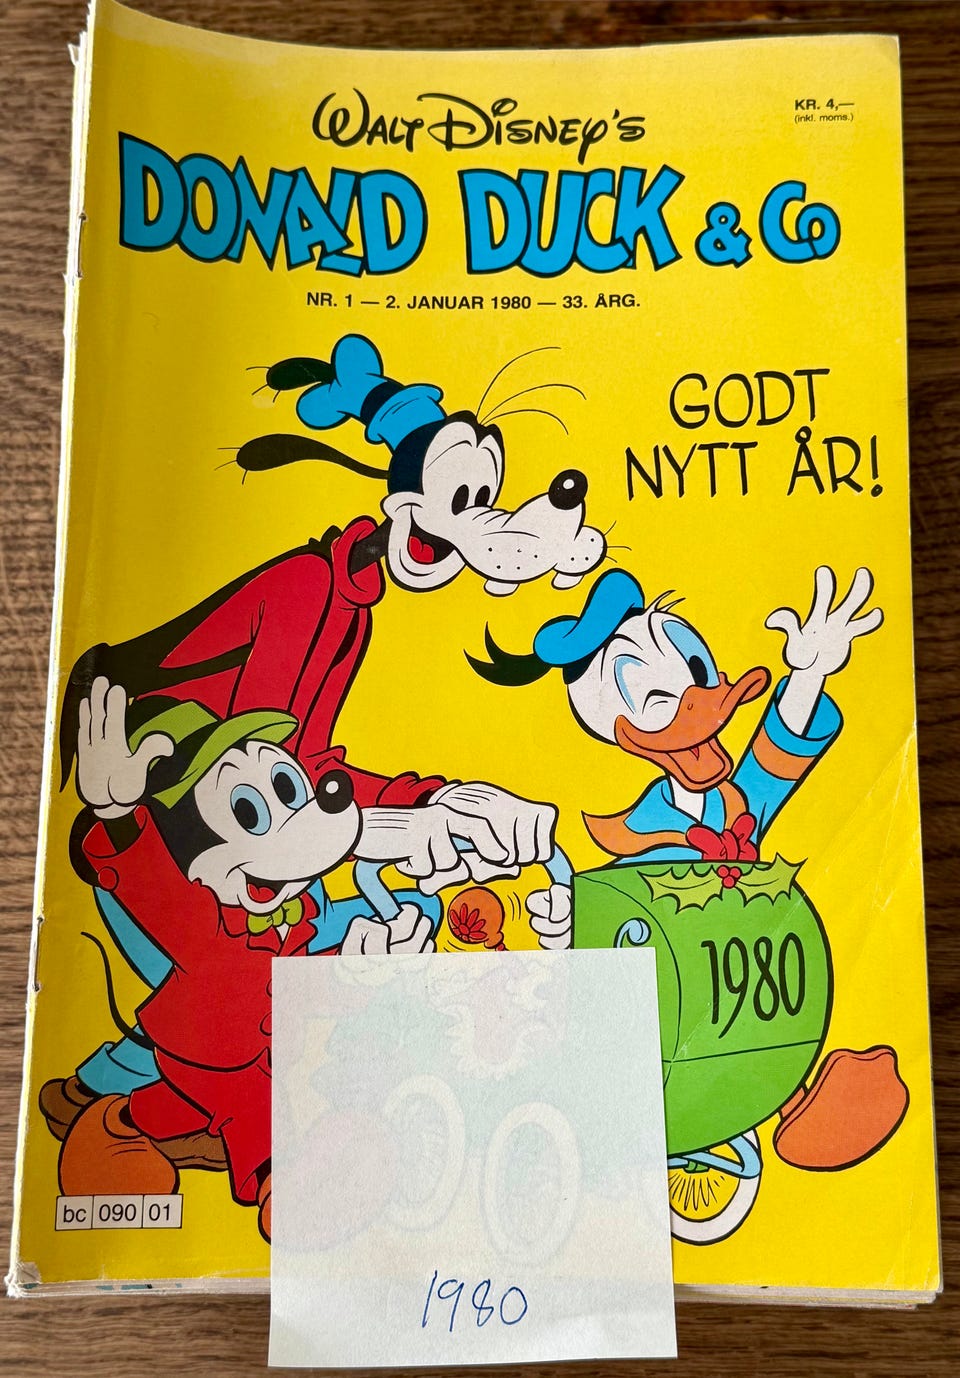 WALT DISNEY'S
KR. 4,—
(inkl. moms.)
DONALD DUCK & Co
NR. 1 — 2. JANUAR 1980 — 33. ÅRG.
GODT
NYTT ÅR!
1980
bc 090 01
1980